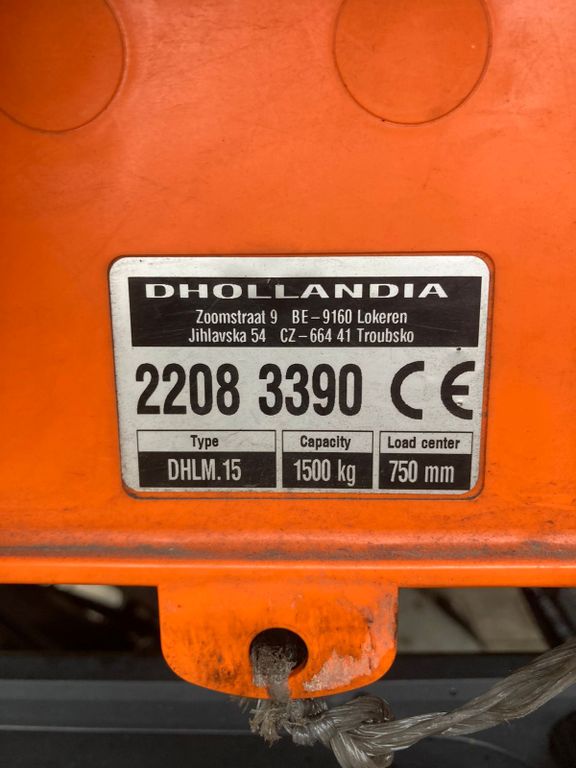 DHOLLANDIA
Zoomstraat 9 BE-9160 Lokeren
Jihlavska 54 CZ-664 41 Troubsko
2208 3390 CE
Type Capacity Load center
DHLM.15 1500 kg 750 mm